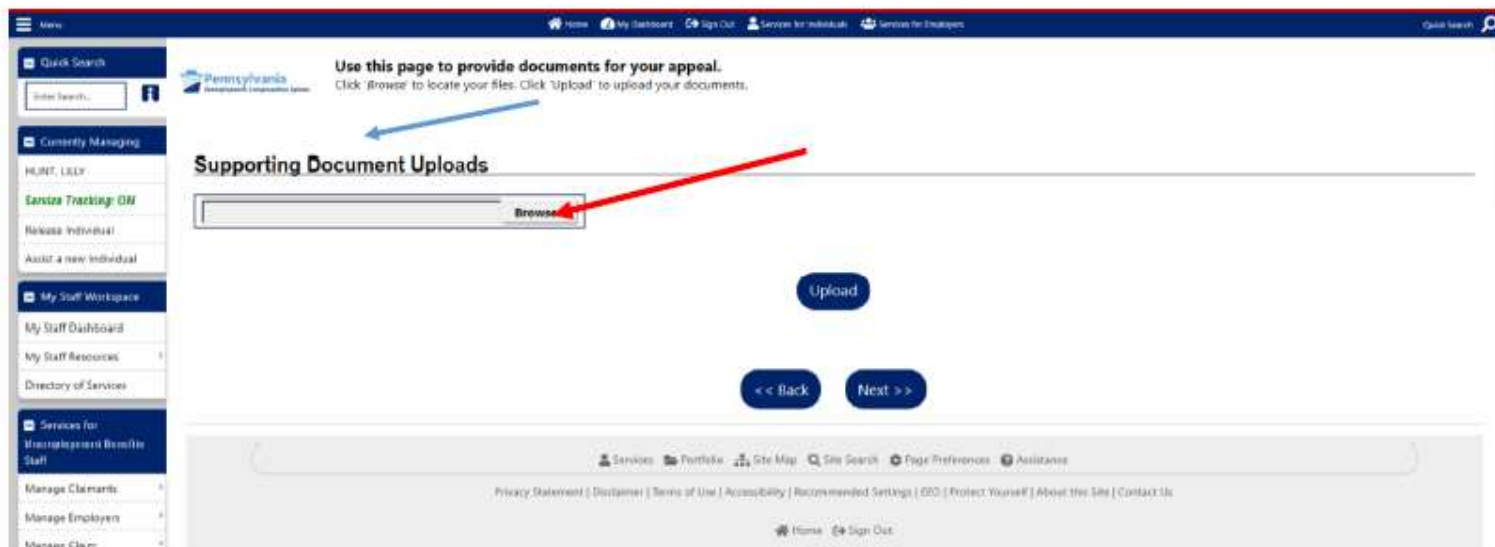 Menu
Home My Dashboard Sign Out Services for Individuals Services for Employers
Quick Search
Quick Search
Enter Search...
Currently Managing
HUNT, LILLY
Service Tracking: ON
Release Individual
Assist a new Individual
My Staff Workspace
My Staff Dashboard
My Staff Resources
Directory of Services
Services for
Unemployment Benefits
Staff
Manage Claimants
Manage Employers
Manage Claim
Pennsylvania
Use this page to provide documents for your appeal.
Click 'Browse' to locate your files. Click 'Upload' to upload your documents.
Supporting Document Uploads
Browse
Upload
<< Back
Next >>
Services Portfolio Site Map Site Search Page Preferences Assistance
Privacy Statement | Disclaimer | Terms of Use | Accessibility | Recommended Settings | EEO | Protect Yourself | About this Site | Contact Us
Home Sign Out